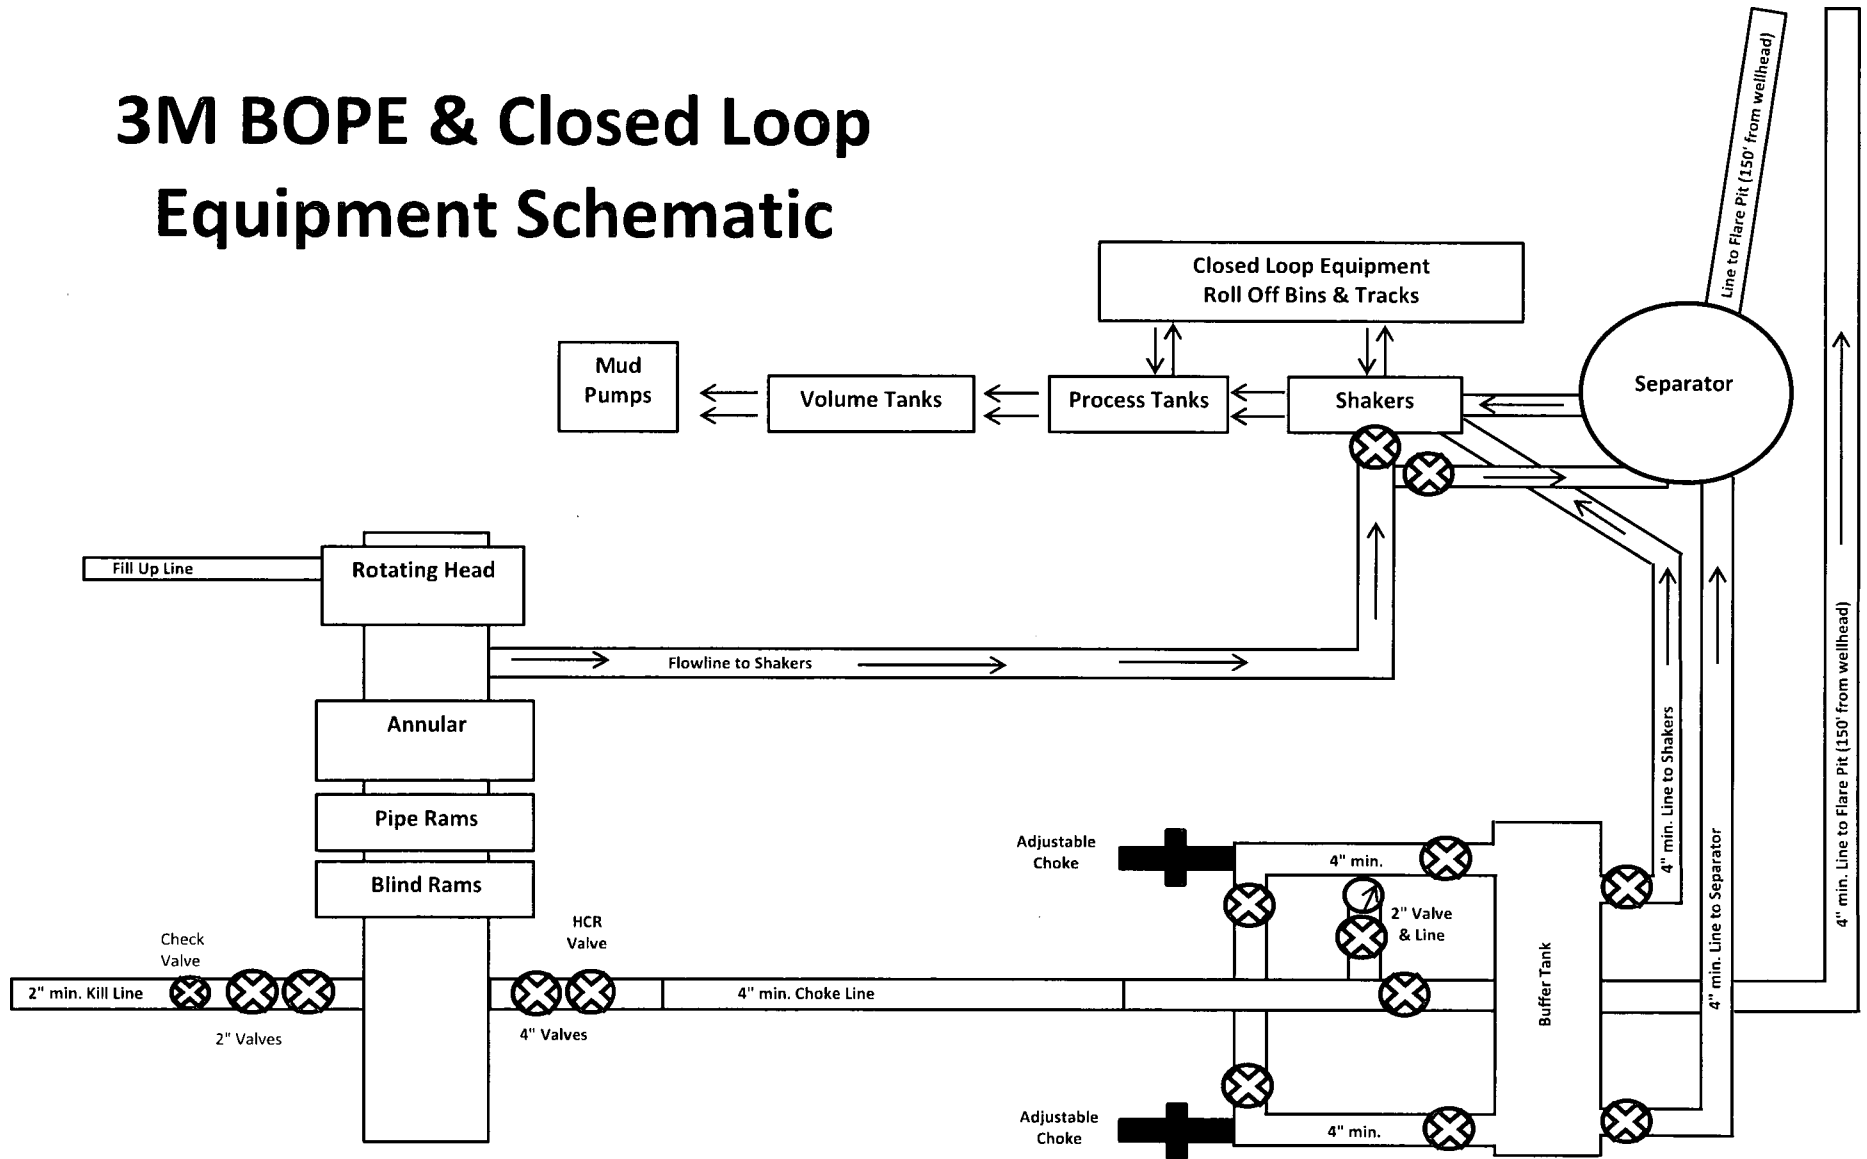 3M BOPE & Closed Loop
Equipment Schematic
Line to Flare Pit (150' from wellhead)
Closed Loop Equipment
Roll Off Bins & Tracks
Mud
Pumps
Volume Tanks
Process Tanks
Shakers
Separator
Fill Up Line
Rotating Head
Flowline to Shakers
Annular
Pipe Rams
Blind Rams
Check
Valve
HCR
Valve
2" min. Kill Line
2" Valves
4" Valves
4" min. Choke Line
Adjustable
Choke
4" min.
2" Valve
& Line
Adjustable
Choke
4" min.
Buffer Tank
4" min. Line to Shakers
4" min. Line to Separator
4" min. Line to Flare Pit (150' from wellhead)